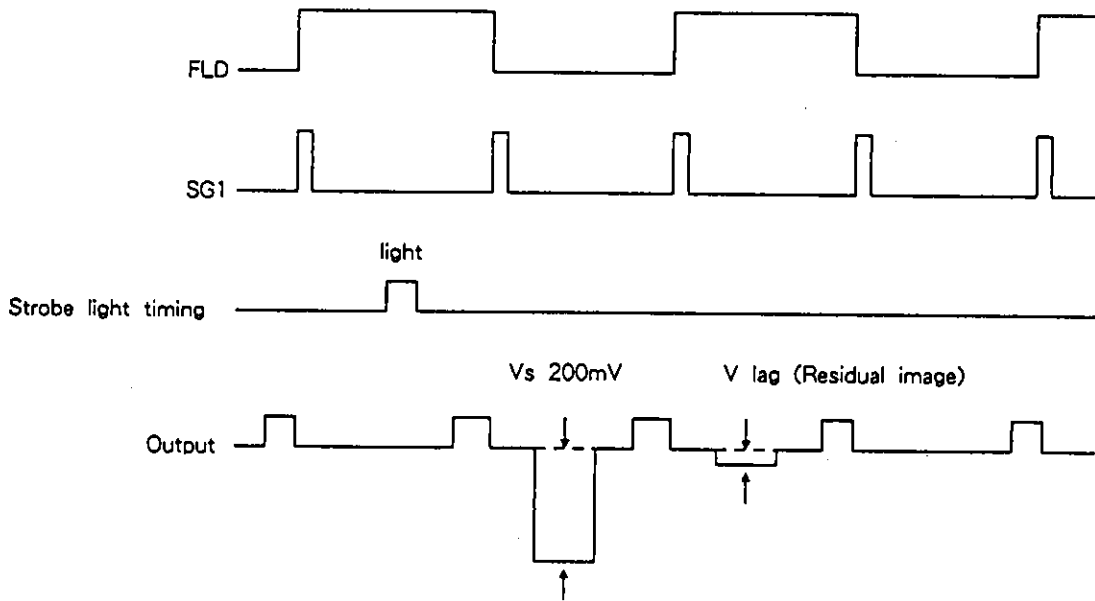 FLD
SG1
light
Strobe light timing
Vs 200mV
V lag (Residual image)
Output